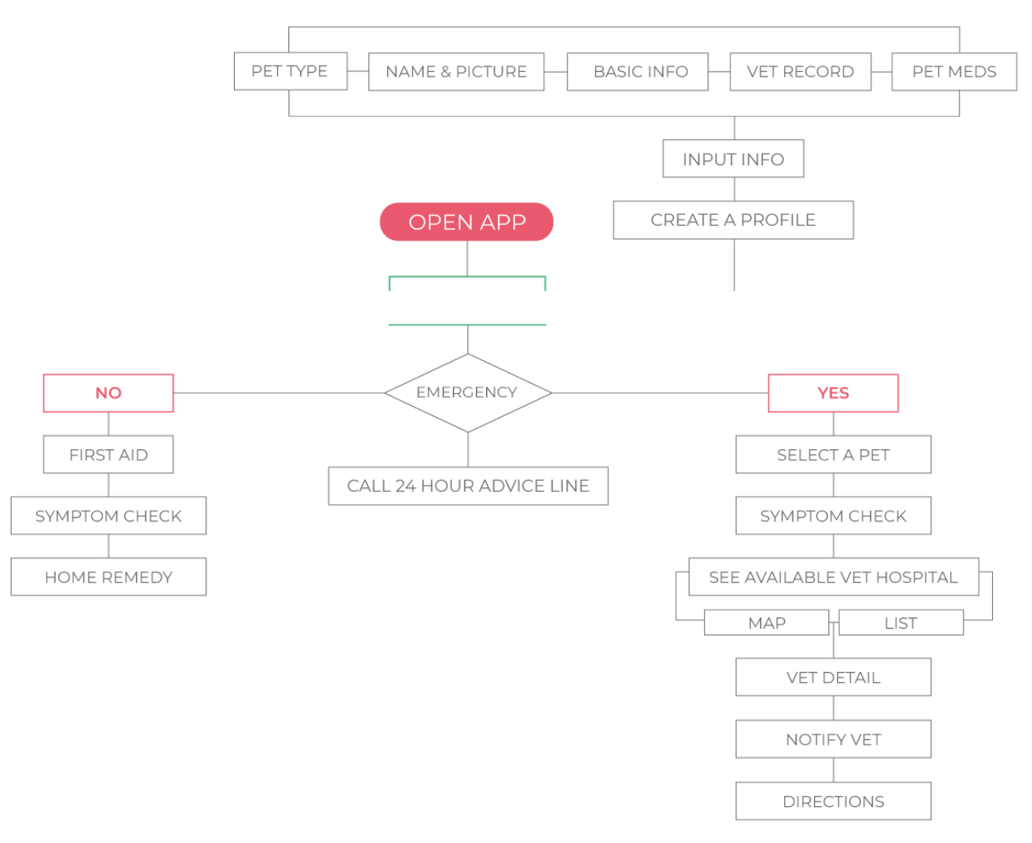 PET TYPE
NAME & PICTURE
BASIC INFO
VET RECORD
PET MEDS
INPUT INFO
CREATE A PROFILE
OPEN APP
NO
EMERGENCY
YES
FIRST AID
SYMPTOM CHECK
HOME REMEDY
CALL 24 HOUR ADVICE LINE
SELECT A PET
SYMPTOM CHECK
SEE AVAILABLE VET HOSPITAL
MAP
LIST
VET DETAIL
NOTIFY VET
DIRECTIONS